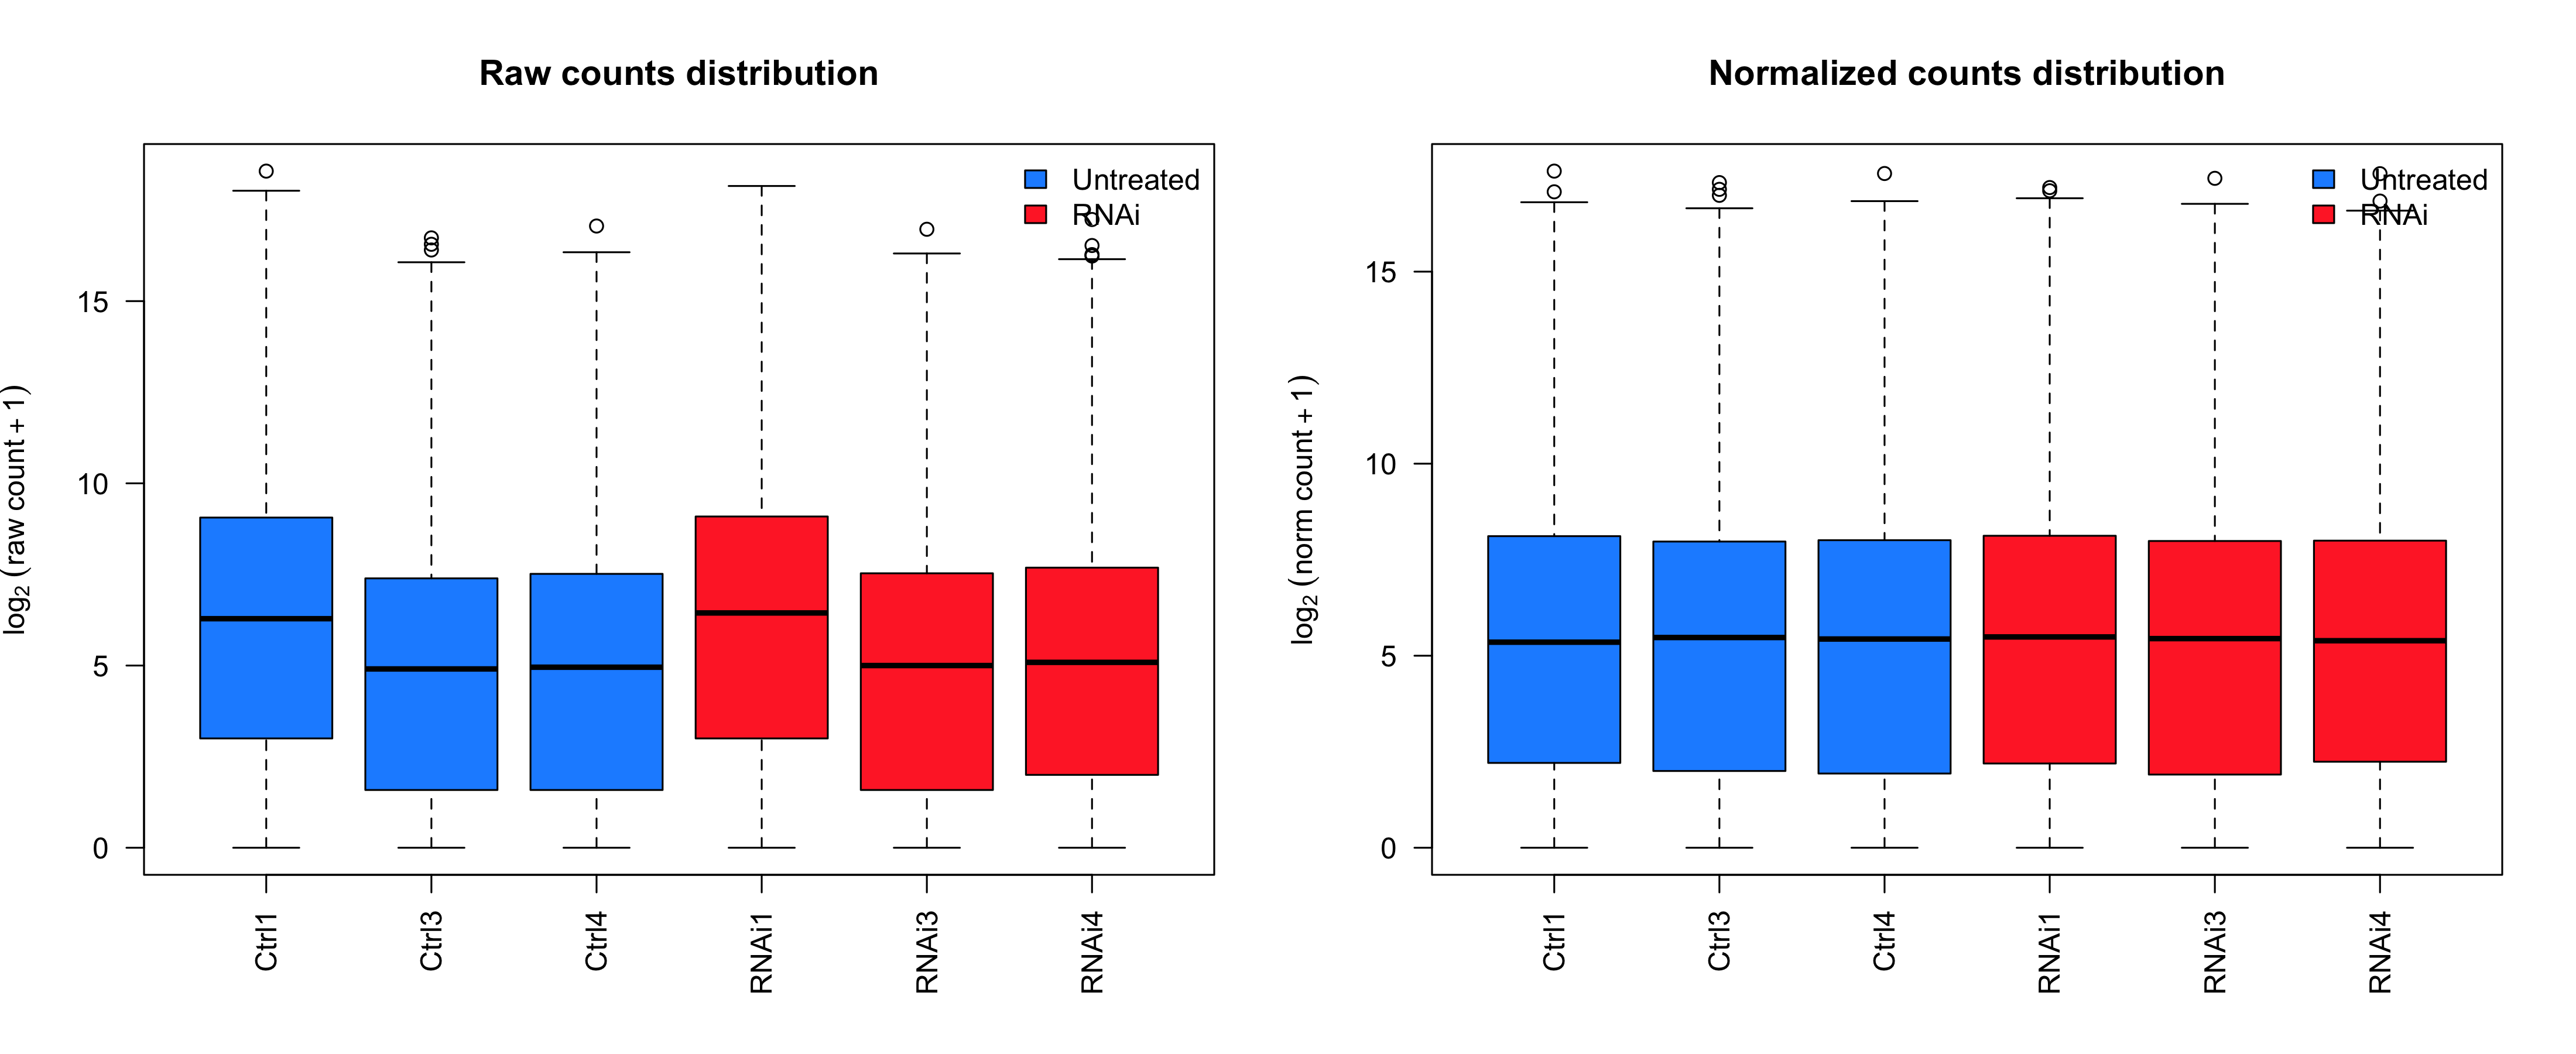 Raw counts distribution
log2 (raw count + 1)
15
10
5
0
Untreated
RNAi
Ctrl1
Ctrl3
Ctrl4
RNAi1
RNAi3
RNAi4
Normalized counts distribution
log2 (norm count + 1)
15
10
5
0
Untreated
RNAi
Ctrl1
Ctrl3
Ctrl4
RNAi1
RNAi3
RNAi4